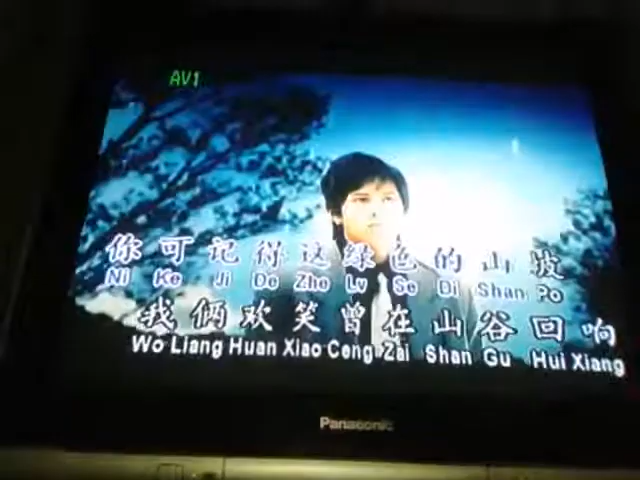 AV1
你可记得这绿色的山坡
Ni Ke Ji De Zhe Lv Se Di Shan Po
我俩欢笑曾在山谷回响
Wo Liang Huan Xiao Ceng Zai Shan Gu Hui Xiang
Panasonic